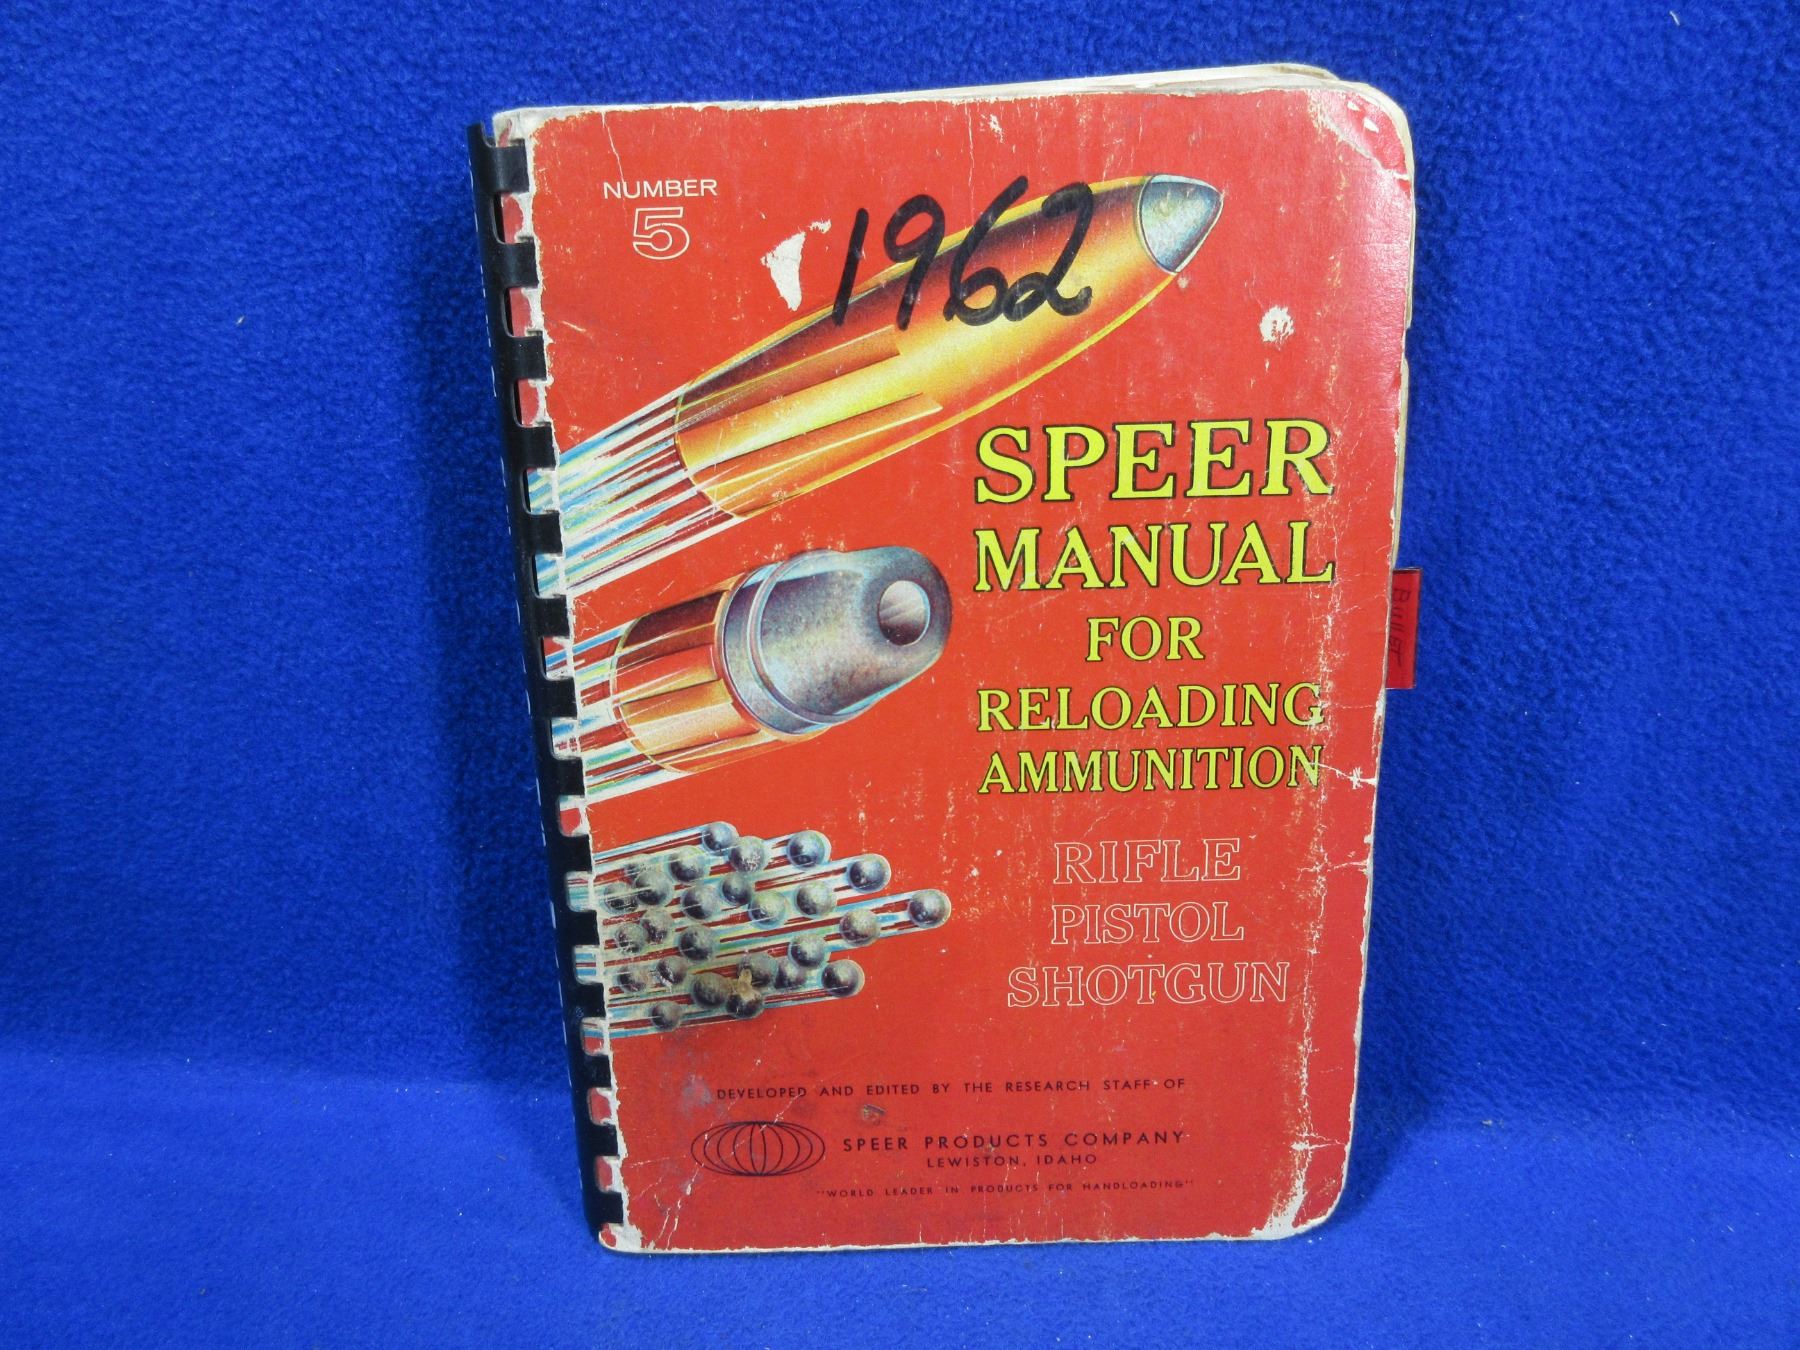 NUMBER
5
1962
SPEER
MANUAL
FOR
RELOADING
AMMUNITION
RIFLE
PISTOL
SHOTGUN
DEVELOPED AND EDITED BY THE RESEARCH STAFF OF
SPEER PRODUCTS COMPANY
LEWISTON, IDAHO
"WORLD LEADER IN PRODUCTS FOR HANDLOADING"
Bullet